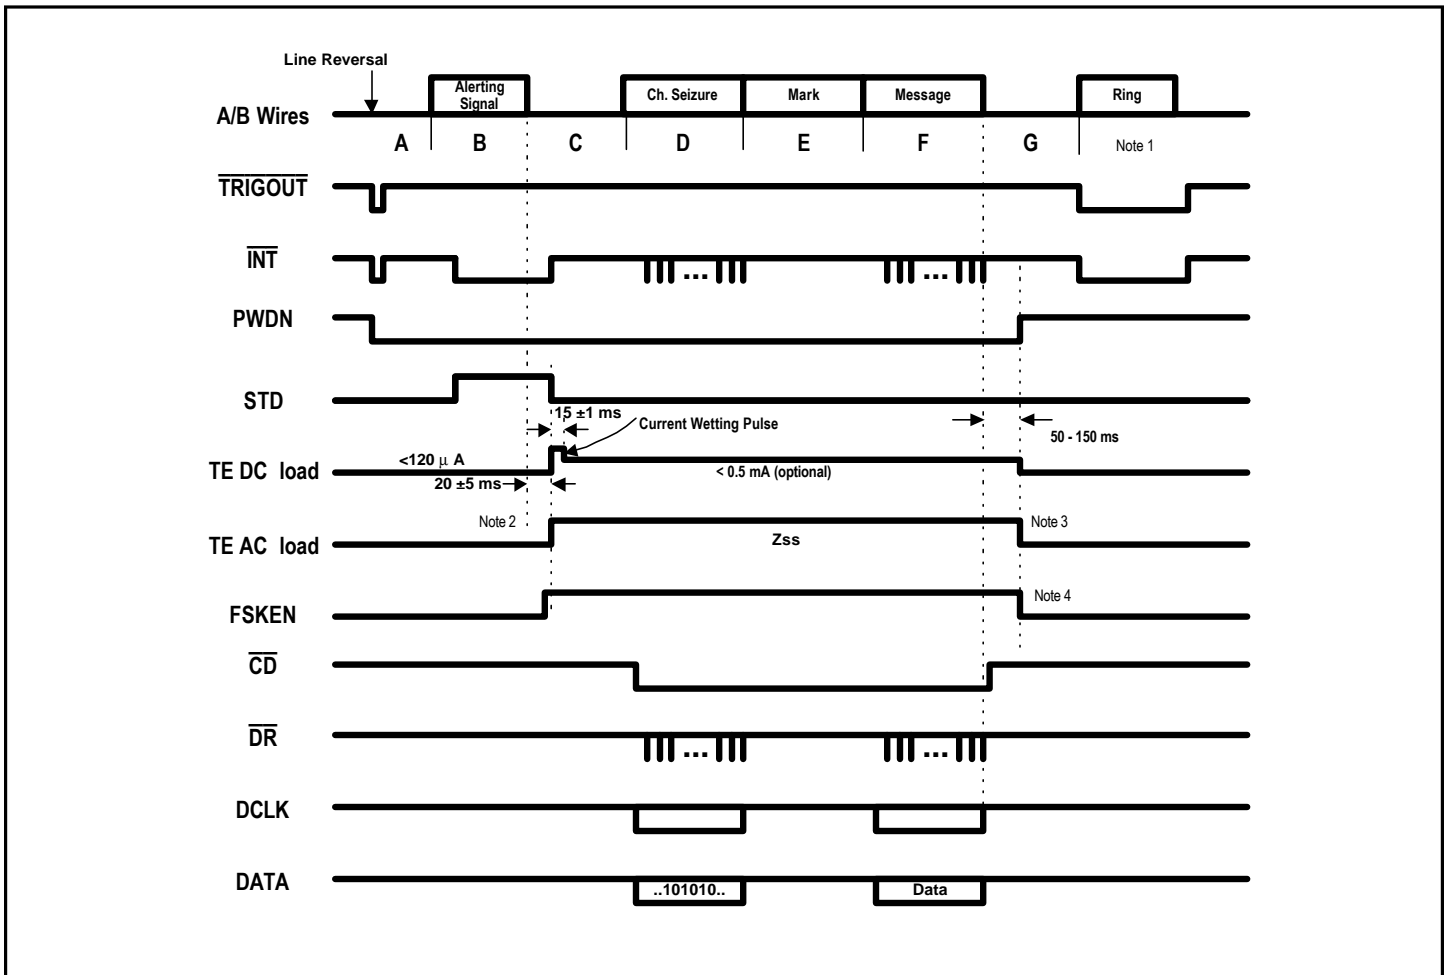 Line Reversal
A/B Wires
Alerting
Signal
Ch. Seizure
Mark
Message
Ring
A B C D E F G Note 1
TRIGOUT
INT
PWDN
STD
15 ±1 ms
Current Wetting Pulse
50 - 150 ms
TE DC load
<120 μ A
< 0.5 mA (optional)
20 ±5 ms
Note 2
Note 3
TE AC load
Zss
FSKEN
Note 4
CD
DR
...
...
DCLK
DATA
..101010..
Data